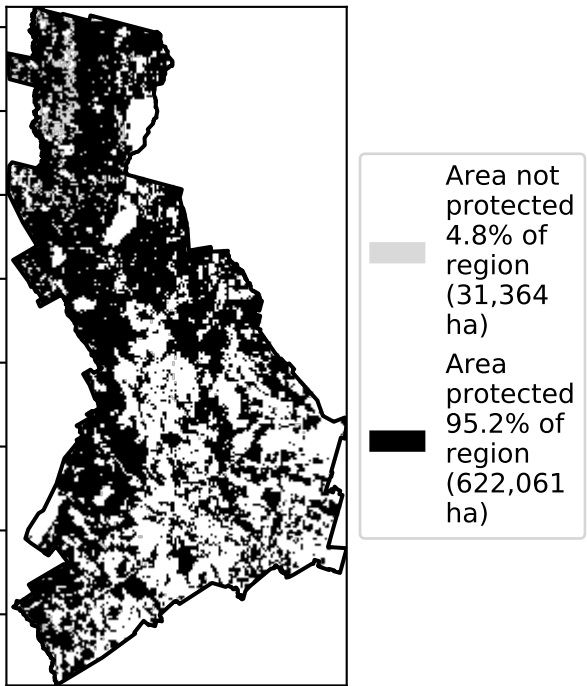 Area not
protected
4.8% of
region
(31,364
ha)
Area
protected
95.2% of
region
(622,061
ha)